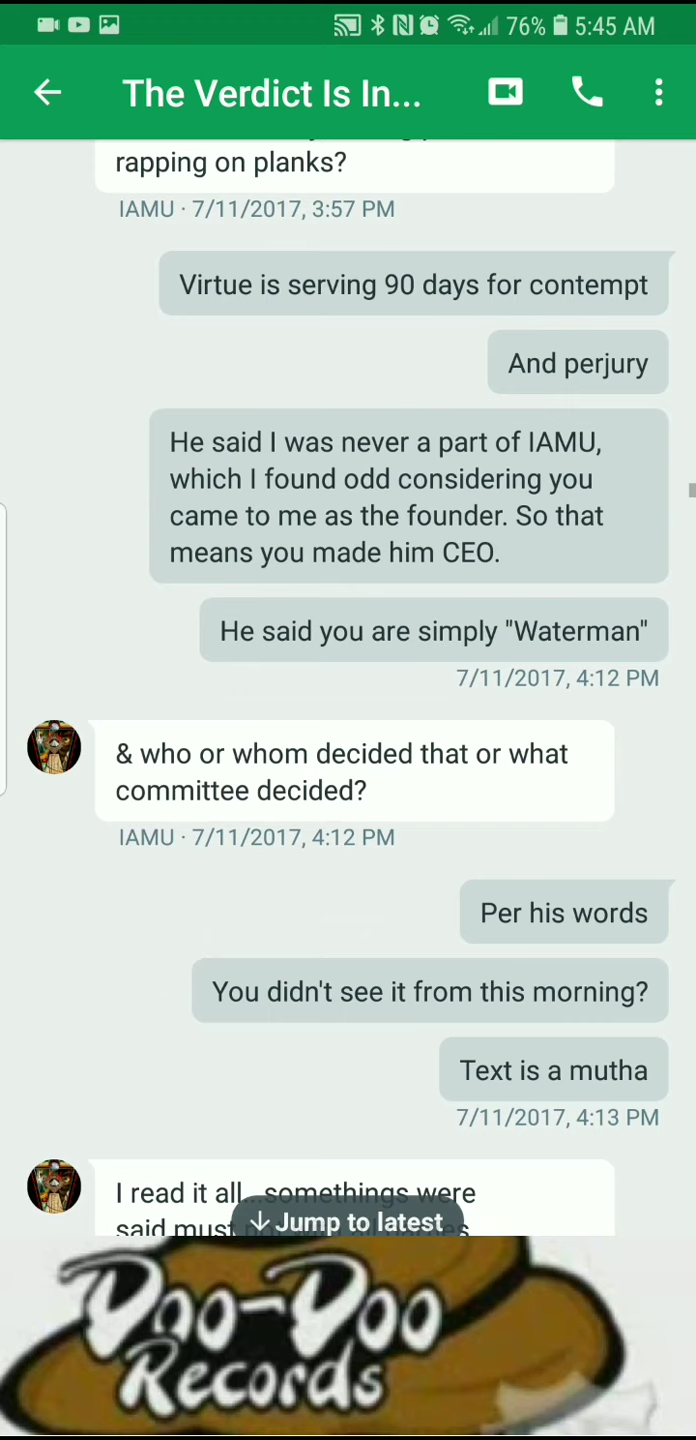 76% 5:45 AM
The Verdict Is In...
rapping on planks?
IAMU · 7/11/2017, 3:57 PM
Virtue is serving 90 days for contempt
And perjury
He said I was never a part of IAMU,
which I found odd considering you
came to me as the founder. So that
means you made him CEO.
He said you are simply "Waterman"
7/11/2017, 4:12 PM
& who or whom decided that or what
committee decided?
IAMU · 7/11/2017, 4:12 PM
Per his words
You didn't see it from this morning?
Text is a mutha
7/11/2017, 4:13 PM
I read it all...somethings were
said must
↓ Jump to latest
Doo-Doo
Records